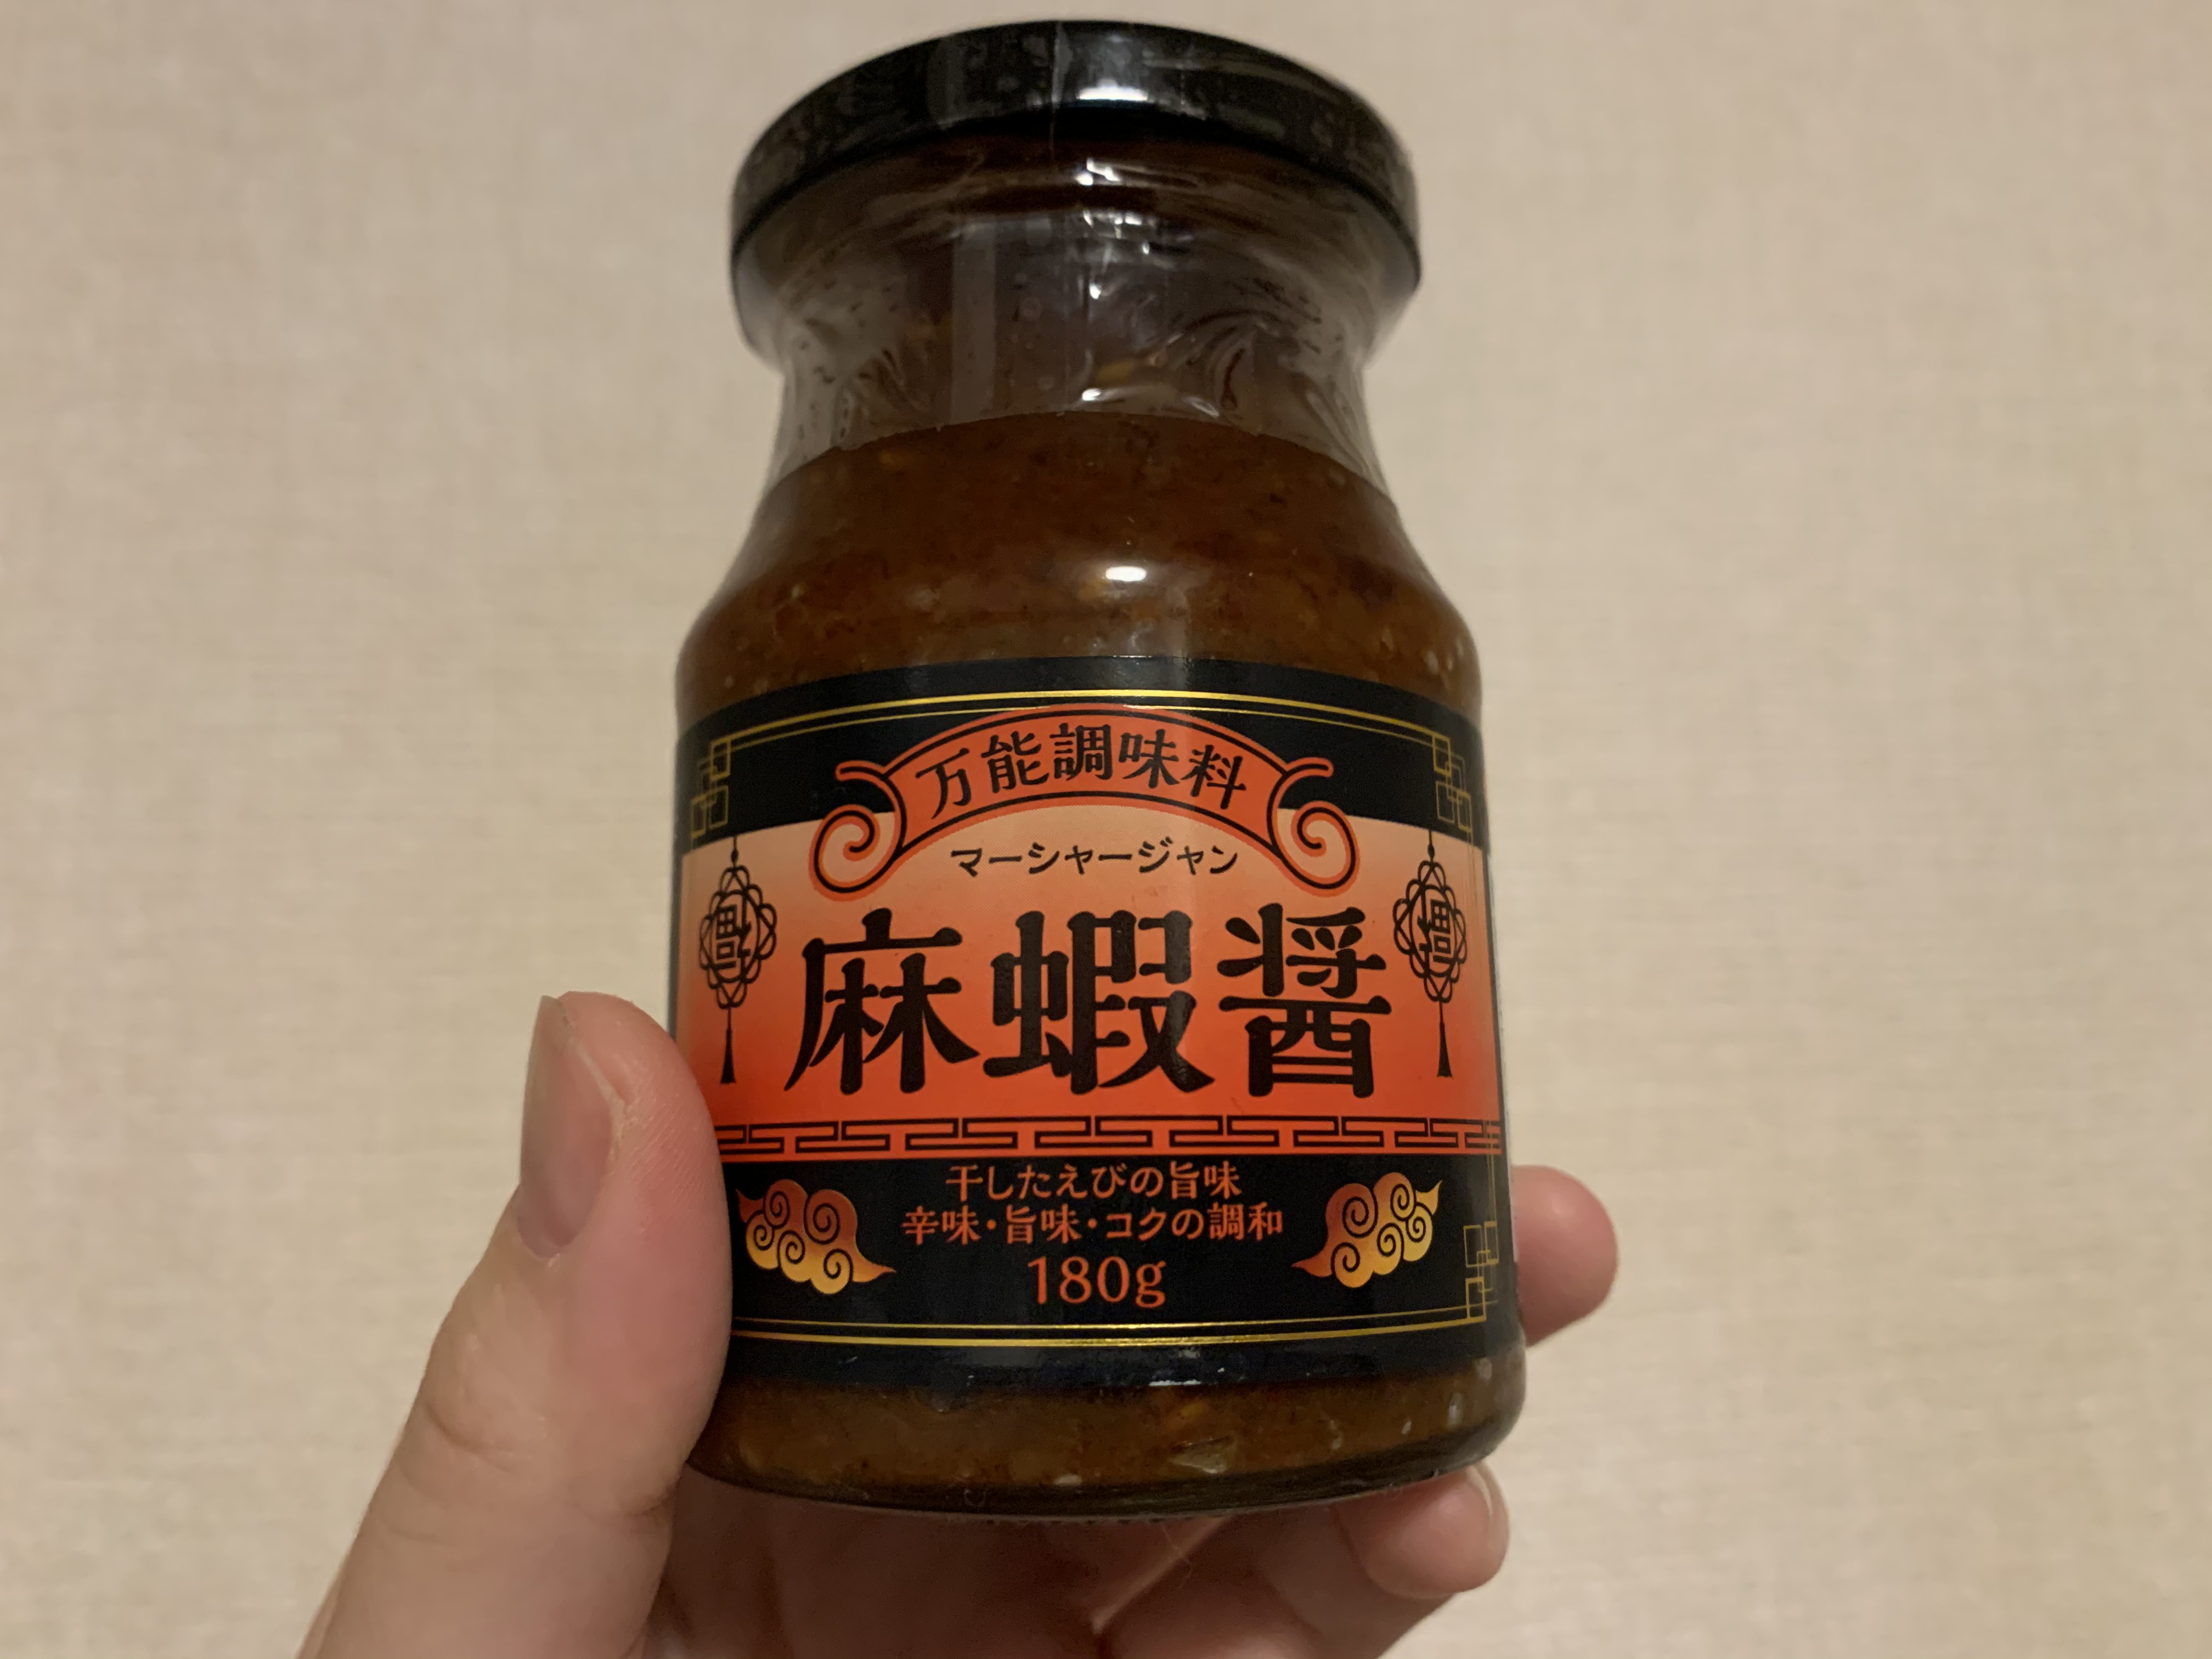 万能調味料
マーシャージャン
麻蝦醤
干したえびの旨味
辛味・旨味・コクの調和
180g